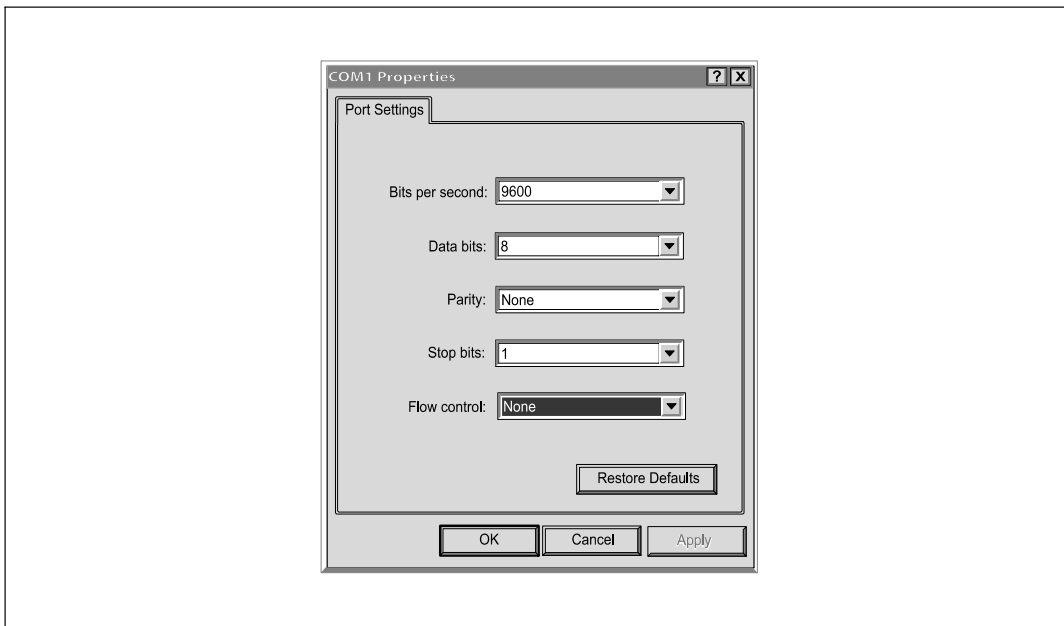 COM1 Properties
? X
Port Settings
Bits per second: 9600
Data bits: 8
Parity: None
Stop bits: 1
Flow control: None
Restore Defaults
OK Cancel Apply